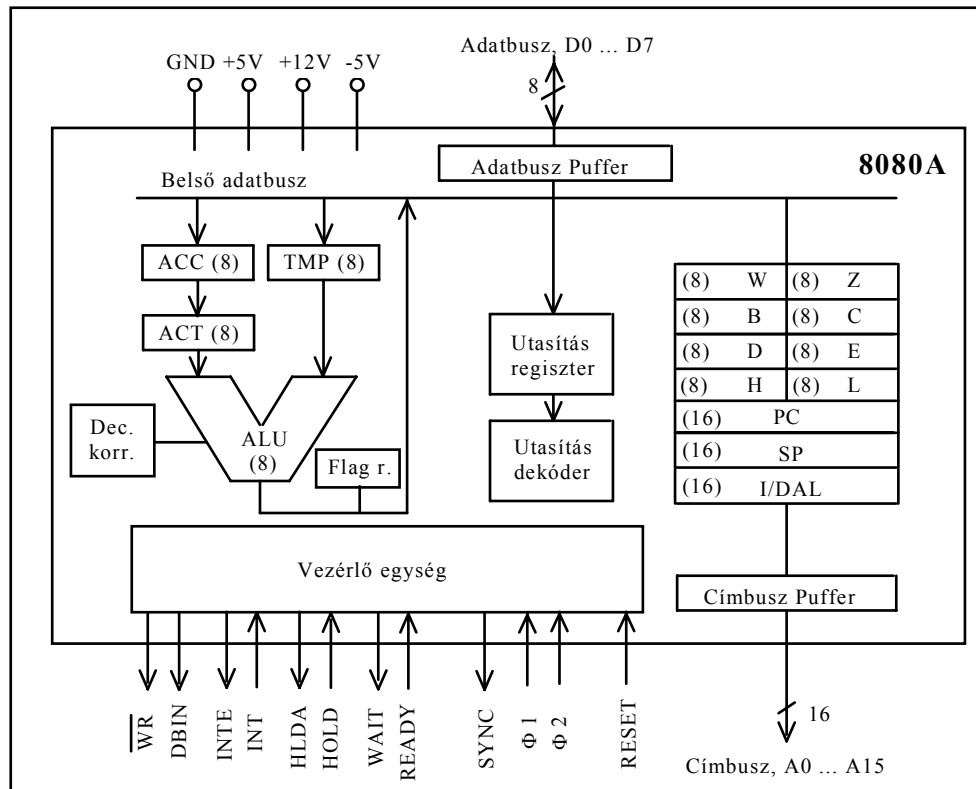 Adatbusz, D0 ... D7
GND +5V +12V -5V
8
8080A
Adatbusz Puffer
Belső adatbusz
ACC (8)
TMP (8)
ACT (8)
Dec.
korr.
ALU
(8)
Flag r.
Utasítás
regiszter
Utasítás
dekóder
(8) W (8) Z
(8) B (8) C
(8) D (8) E
(8) H (8) L
(16) PC
(16) SP
(16) I/DAL
Vezérlő egység
Címbusz Puffer
W̅R̅
DBIN
INTE
INT
HLDA
HOLD
WAIT
READY
SYNC
Φ 1
Φ 2
RESET
16
Címbusz, A0 ... A15